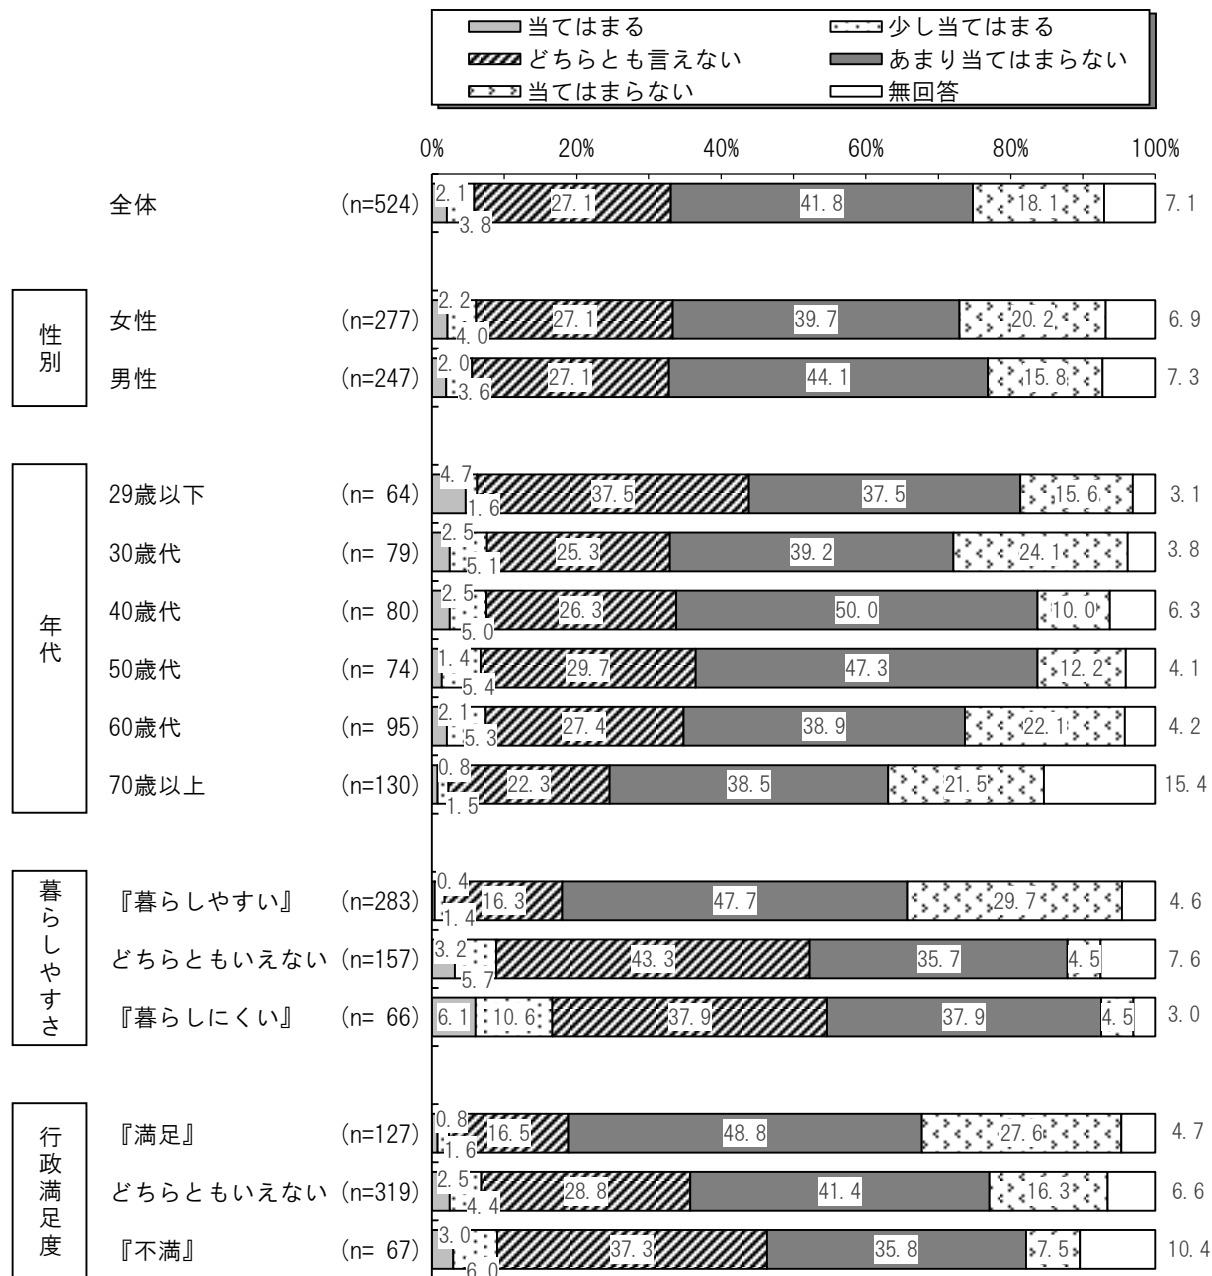 当てはまる 少し当てはまる
どちらとも言えない あまり当てはまらない
当てはまらない 無回答
0% 20% 40% 60% 80% 100%
全体 (n=524) 2.1 3.8 27.1 41.8 18.1 7.1
性別
女性 (n=277) 2.2 4.0 27.1 39.7 20.2 6.9
男性 (n=247) 2.0 3.6 27.1 44.1 15.8 7.3
年代
29歳以下 (n= 64) 4.7 1.6 37.5 37.5 15.6 3.1
30歳代 (n= 79) 2.5 5.1 25.3 39.2 24.1 3.8
40歳代 (n= 80) 2.5 5.0 26.3 50.0 10.0 6.3
50歳代 (n= 74) 1.4 5.4 29.7 47.3 12.2 4.1
60歳代 (n= 95) 2.1 5.3 27.4 38.9 22.1 4.2
70歳以上 (n=130) 0.8 1.5 22.3 38.5 21.5 15.4
暮らしやすさ
『暮らしやすい』 (n=283) 0.4 1.4 16.3 47.7 29.7 4.6
どちらともいえない (n=157) 3.2 5.7 43.3 35.7 4.5 7.6
『暮らしにくい』 (n= 66) 6.1 10.6 37.9 37.9 4.5 3.0
行政満足度
『満足』 (n=127) 0.8 1.6 16.5 48.8 27.6 4.7
どちらともいえない (n=319) 2.5 4.4 28.8 41.4 16.3 6.6
『不満』 (n= 67) 3.0 6.0 37.3 35.8 7.5 10.4